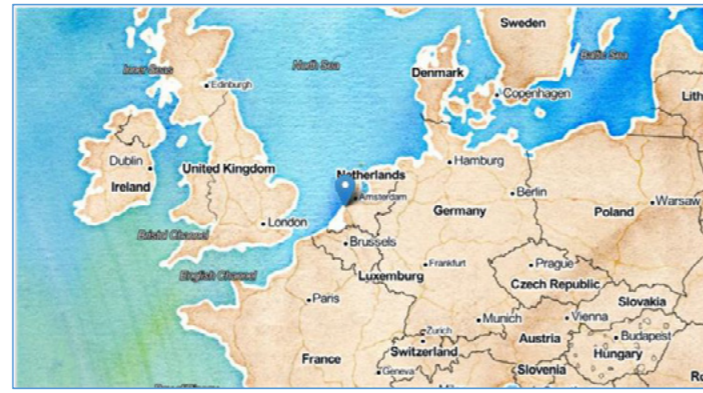 Sweden
Baltic Sea
Inner Seas
North Sea
Denmark
Edinburgh
Copenhagen
Lith
Dublin
United Kingdom
Netherlands
Hamburg
Ireland
Amsterdam
Berlin
Warsaw
Germany
Poland
London
Bristol Channel
Brussels
Frankfurt
Prague
English Channel
Luxemburg
Czech Republic
Paris
Slovakia
Munich
Vienna
Zurich
Austria
Budapest
France
Switzerland
Hungary
Geneva
Slovenia
Ro